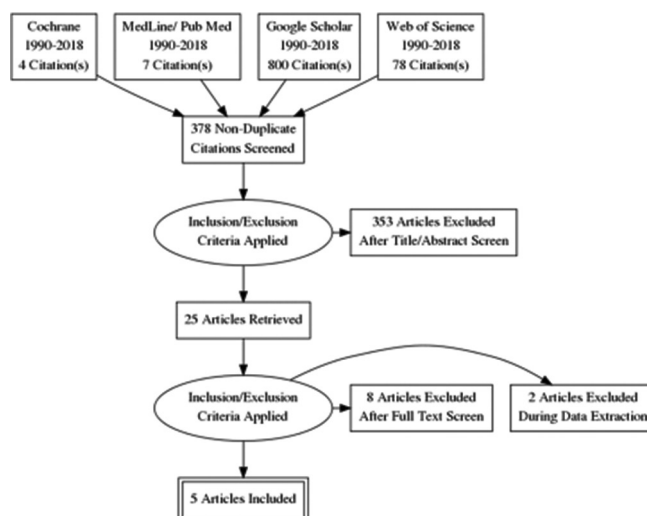 Cochrane
1990-2018
4 Citation(s)
MedLine/ Pub Med
1990-2018
7 Citation(s)
Google Scholar
1990-2018
800 Citation(s)
Web of Science
1990-2018
78 Citation(s)
378 Non-Duplicate
Citations Screened
Inclusion/Exclusion
Criteria Applied
353 Articles Excluded
After Title/Abstract Screen
25 Articles Retrieved
Inclusion/Exclusion
Criteria Applied
8 Articles Excluded
After Full Text Screen
2 Articles Excluded
During Data Extraction
5 Articles Included